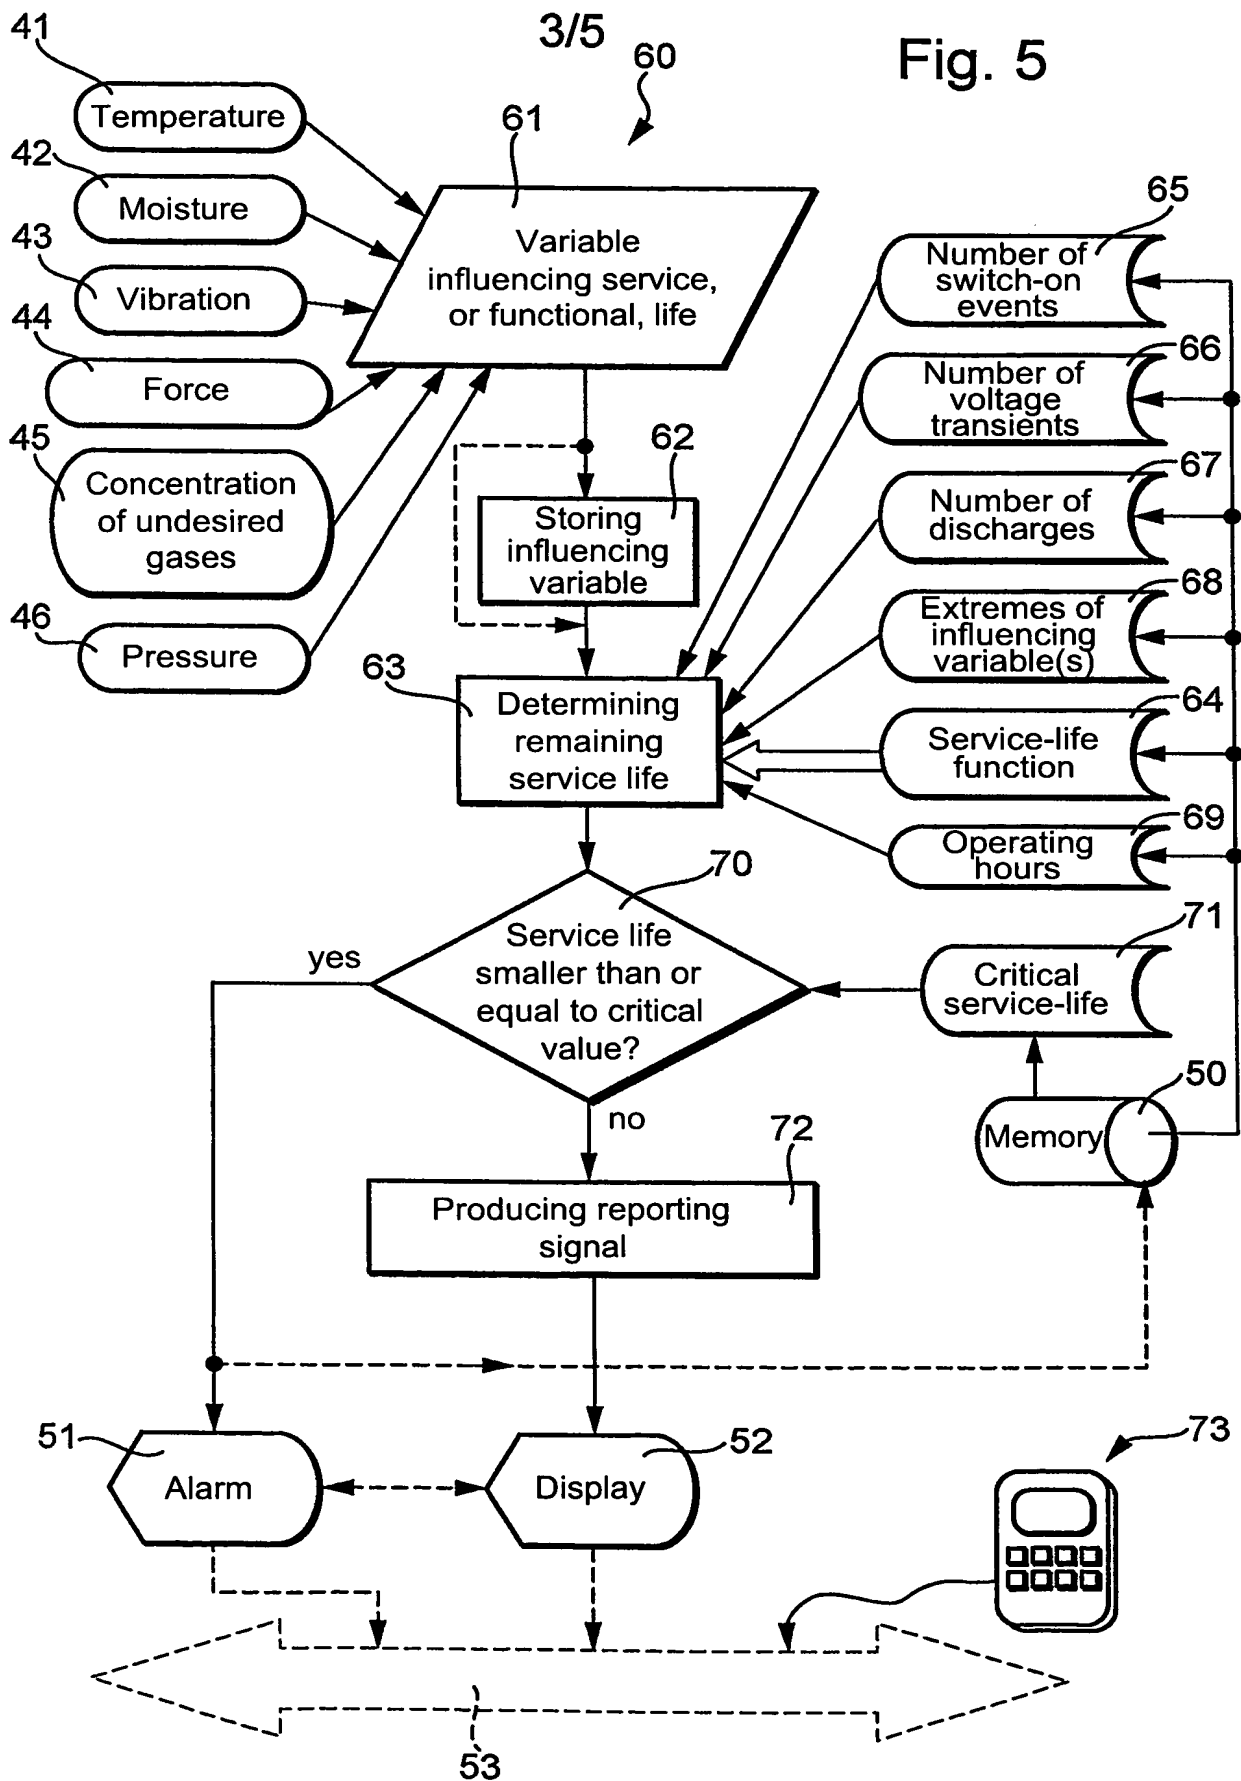 3/5
Fig. 5
60
41
Temperature
42
Moisture
43
Vibration
44
Force
45
Concentration
of undesired
gases
46
Pressure
61
Variable
influencing service,
or functional, life
62
Storing
influencing
variable
63
Determining
remaining
service life
65
Number of
switch-on
events
66
Number of
voltage
transients
67
Number of
discharges
68
Extremes of
influencing
variable(s)
64
Service-life
function
69
Operating
hours
70
Service life
smaller than or
equal to critical
value?
yes
no
71
Critical
service-life
50
Memory
72
Producing reporting
signal
51
Alarm
52
Display
73
53